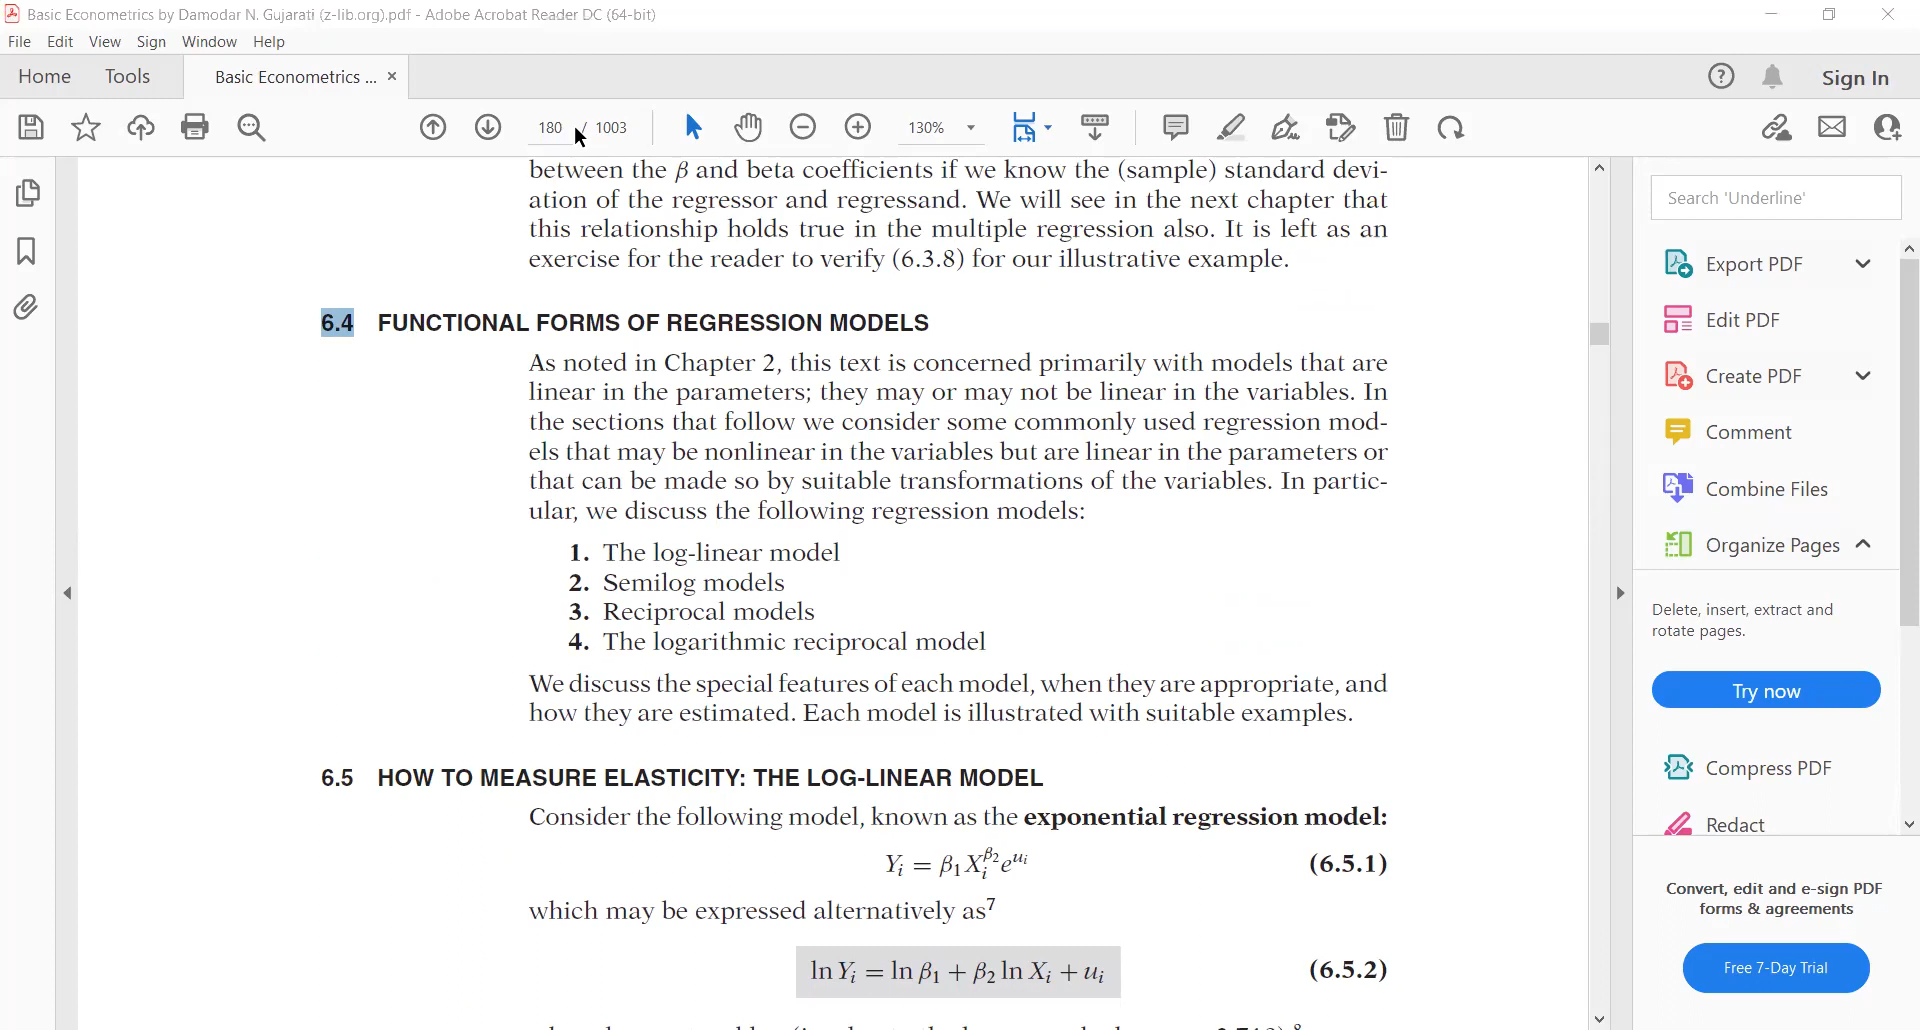 Basic Econometrics by Damodar N. Gujarati (z-lib.org).pdf - Adobe Acrobat Reader DC (64-bit)
File Edit View Sign Window Help
Home Tools Basic Econometrics ... × Sign In
180 / 1003 130%
between the β and beta coefficients if we know the (sample) standard devi-
ation of the regressor and regressand. We will see in the next chapter that
this relationship holds true in the multiple regression also. It is left as an
exercise for the reader to verify (6.3.8) for our illustrative example.
6.4 FUNCTIONAL FORMS OF REGRESSION MODELS
As noted in Chapter 2, this text is concerned primarily with models that are
linear in the parameters; they may or may not be linear in the variables. In
the sections that follow we consider some commonly used regression mod-
els that may be nonlinear in the variables but are linear in the parameters or
that can be made so by suitable transformations of the variables. In partic-
ular, we discuss the following regression models:
1. The log-linear model
2. Semilog models
3. Reciprocal models
4. The logarithmic reciprocal model
We discuss the special features of each model, when they are appropriate, and
how they are estimated. Each model is illustrated with suitable examples.
6.5 HOW TO MEASURE ELASTICITY: THE LOG-LINEAR MODEL
Consider the following model, known as the exponential regression model:
Yᵢ = β₁Xᵢ^β₂ e^uᵢ (6.5.1)
which may be expressed alternatively as⁷
ln Yᵢ = ln β₁ + β₂ ln Xᵢ + uᵢ (6.5.2)
Search 'Underline'
Export PDF
Edit PDF
Create PDF
Comment
Combine Files
Organize Pages
Delete, insert, extract and
rotate pages.
Try now
Compress PDF
Redact
Convert, edit and e-sign PDF
forms & agreements
Free 7-Day Trial